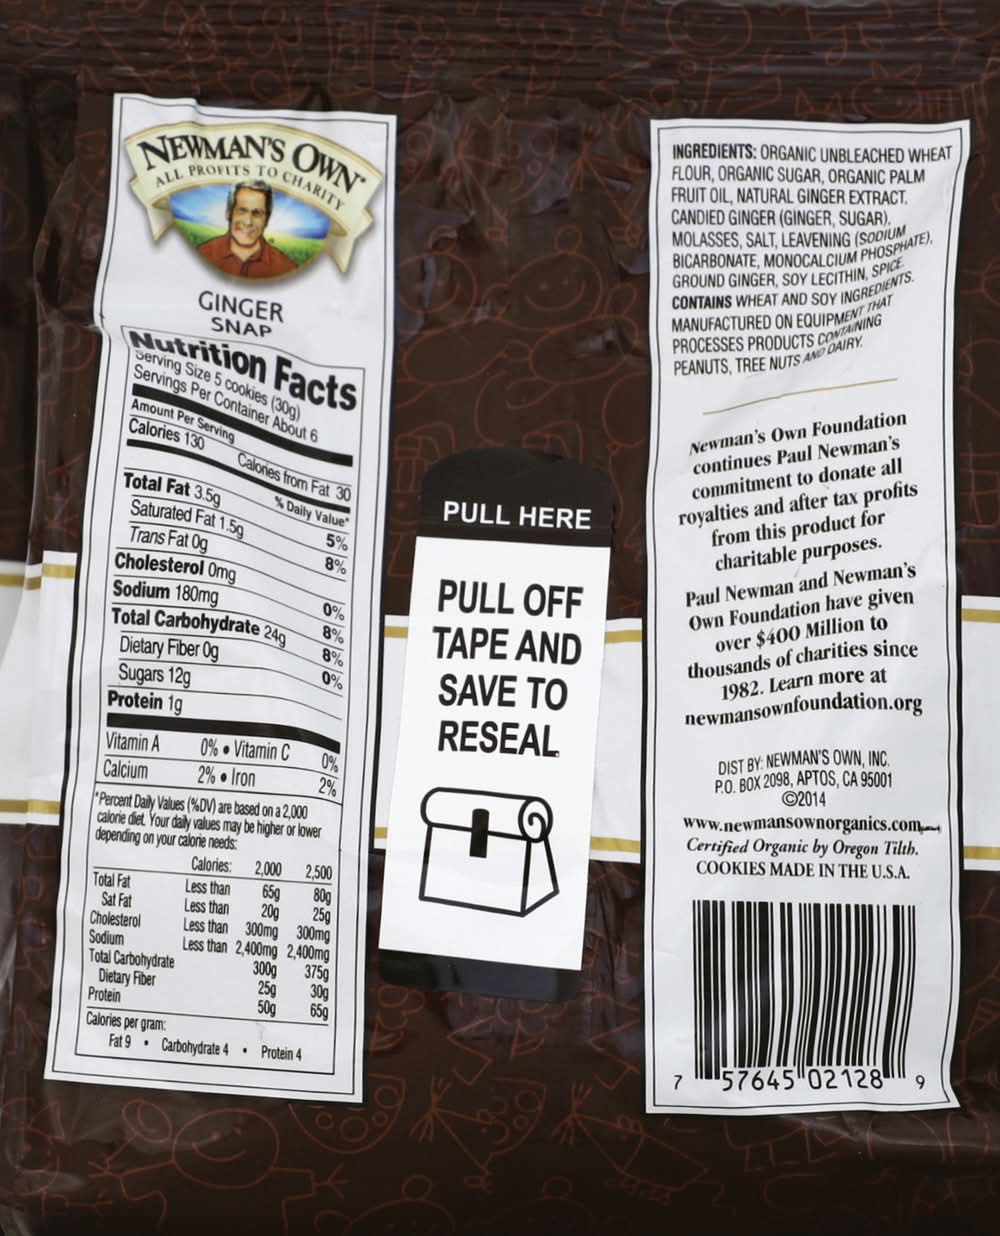 NEWMAN'S OWN®
ALL PROFITS TO CHARITY
GINGER
SNAP
Nutrition Facts
Serving Size 5 cookies (30g)
Servings Per Container About 6
Amount Per Serving
Calories 130 Calories from Fat 30
% Daily Value*
Total Fat 3.5g 5%
Saturated Fat 1.5g 8%
Trans Fat 0g
Cholesterol 0mg 0%
Sodium 180mg 8%
Total Carbohydrate 24g 8%
Dietary Fiber 0g 0%
Sugars 12g
Protein 1g
Vitamin A 0% • Vitamin C 0%
Calcium 2% • Iron 2%
*Percent Daily Values (%DV) are based on a 2,000
calorie diet. Your daily values may be higher or lower
depending on your calorie needs:
Calories: 2,000 2,500
Total Fat Less than 65g 80g
Sat Fat Less than 20g 25g
Cholesterol Less than 300mg 300mg
Sodium Less than 2,400mg 2,400mg
Total Carbohydrate 300g 375g
Dietary Fiber 25g 30g
Protein 50g 65g
Calories per gram:
Fat 9 • Carbohydrate 4 • Protein 4
PULL HERE
PULL OFF
TAPE AND
SAVE TO
RESEAL
INGREDIENTS: ORGANIC UNBLEACHED WHEAT
FLOUR, ORGANIC SUGAR, ORGANIC PALM
FRUIT OIL, NATURAL GINGER EXTRACT,
CANDIED GINGER (GINGER, SUGAR),
MOLASSES, SALT, LEAVENING (SODIUM
BICARBONATE, MONOCALCIUM PHOSPHATE),
GROUND GINGER, SOY LECITHIN, SPICE.
CONTAINS WHEAT AND SOY INGREDIENTS.
MANUFACTURED ON EQUIPMENT THAT
PROCESSES PRODUCTS CONTAINING
PEANUTS, TREE NUTS AND DAIRY.
Newman's Own Foundation
continues Paul Newman's
commitment to donate all
royalties and after tax profits
from this product for
charitable purposes.
Paul Newman and Newman's
Own Foundation have given
over $400 Million to
thousands of charities since
1982. Learn more at
newmansownfoundation.org
DIST BY: NEWMAN'S OWN, INC.
P.O. BOX 2098, APTOS, CA 95001
©2014
www.newmansownorganics.com
Certified Organic by Oregon Tilth.
COOKIES MADE IN THE U.S.A.
7 57645 02128 9